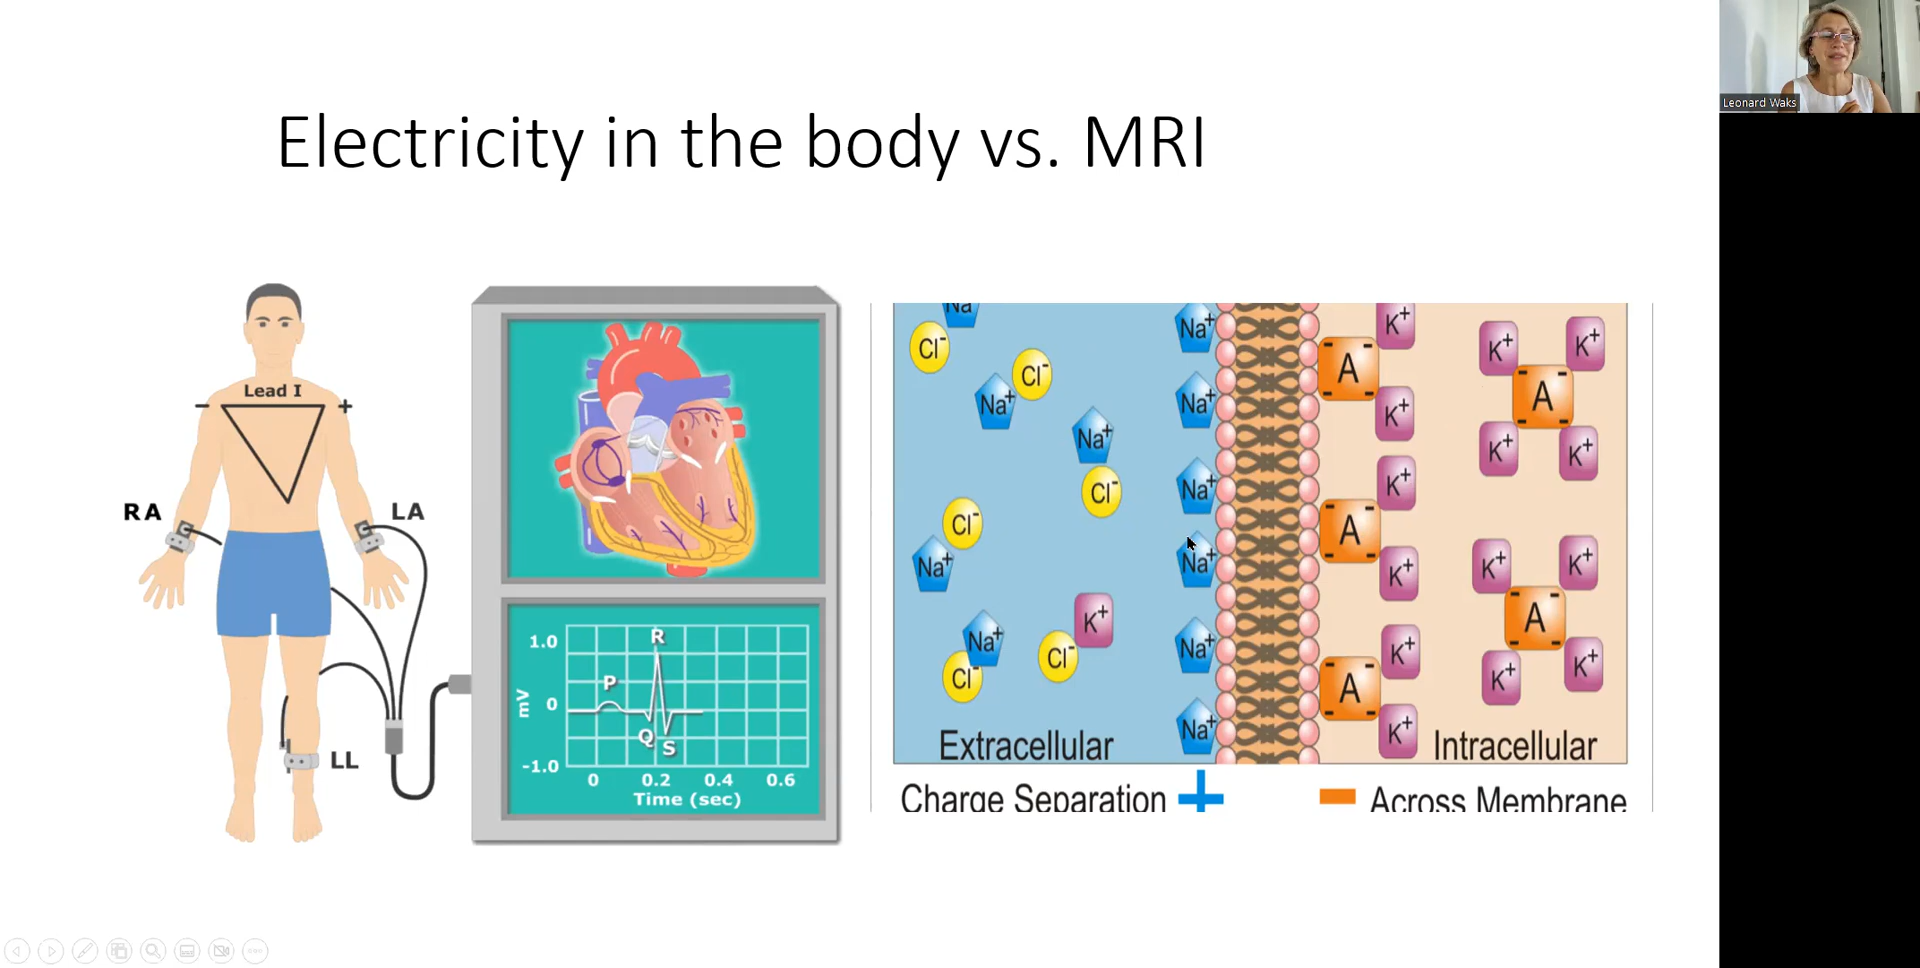 Electricity in the body vs. MRI
Leonard Waks
Lead I
− +
RA
LA
LL
1.0
0
-1.0
mV
R
P
Q
S
0 0.2 0.4 0.6
Time (sec)
Na
Cl-
Cl-
Na+
Na+
Cl-
Cl-
Na+
K+
Na+
Cl-
Cl-
Na+
Na+
Na+
Na+
Na+
Na+
A
A
A
K+
K+
K+
K+
K+
K+
K+
K+
A
K+
K+
K+
K+
A
K+
K+
Extracellular
Intracellular
Charge Separation +
− Across Membrane